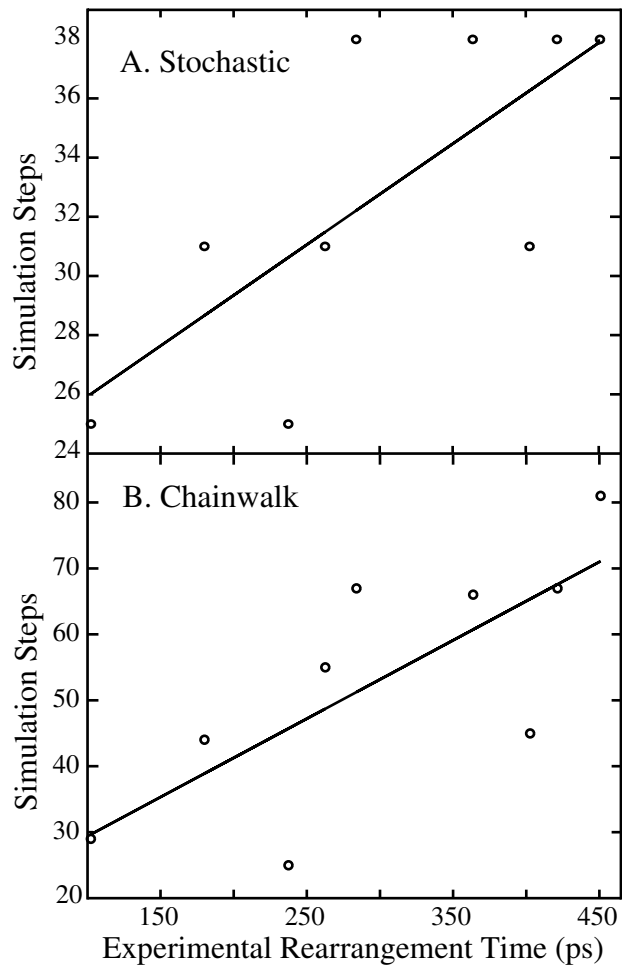 38
A. Stochastic
36
34
32
30
28
26
24
Simulation Steps
B. Chainwalk
80
70
60
50
40
30
20
Simulation Steps
150 250 350 450
Experimental Rearrangement Time (ps)